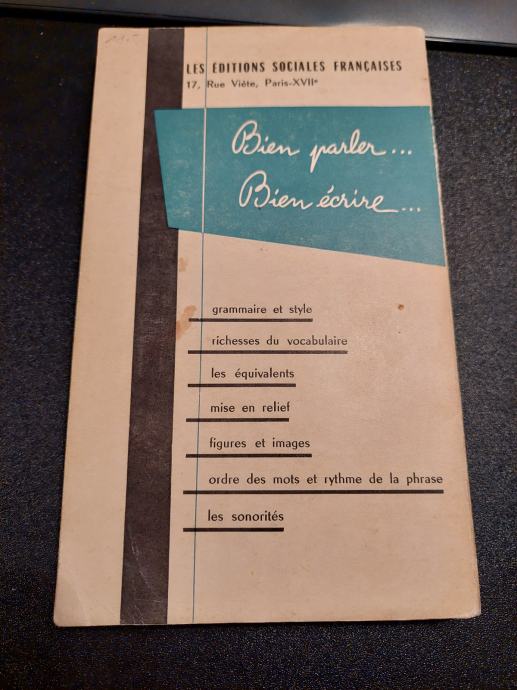 LES ÉDITIONS SOCIALES FRANÇAISES
17, Rue Viète, Paris-XVIIe
Bien parler...
Bien écrire...
grammaire et style
richesses du vocabulaire
les équivalents
mise en relief
figures et images
ordre des mots et rythme de la phrase
les sonorités